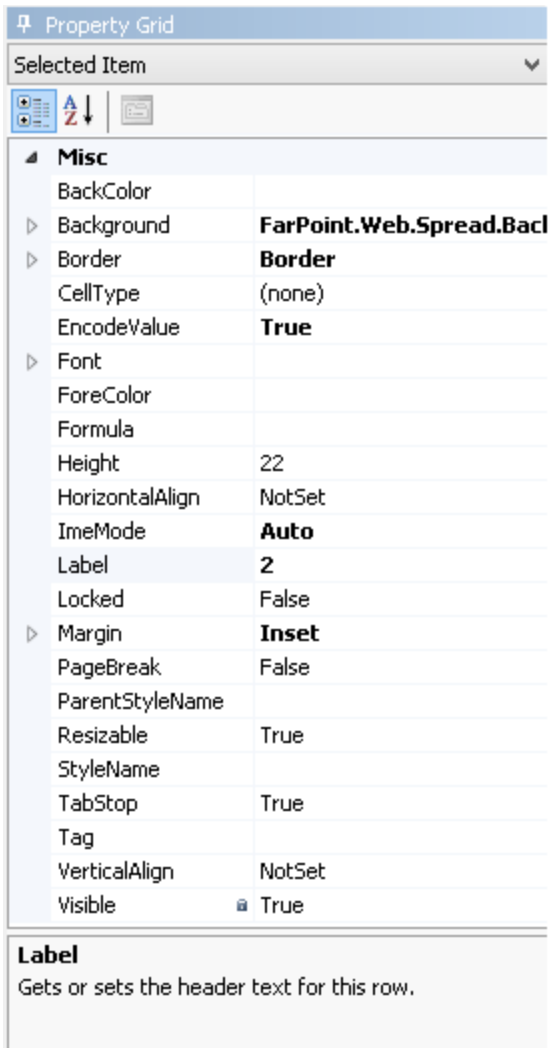 Property Grid
Selected Item
A
Z
Misc
BackColor
Background FarPoint.Web.Spread.Bacl
Border Border
CellType (none)
EncodeValue True
Font
ForeColor
Formula
Height 22
HorizontalAlign NotSet
ImeMode Auto
Label 2
Locked False
Margin Inset
PageBreak False
ParentStyleName
Resizable True
StyleName
TabStop True
Tag
VerticalAlign NotSet
Visible True
Label
Gets or sets the header text for this row.